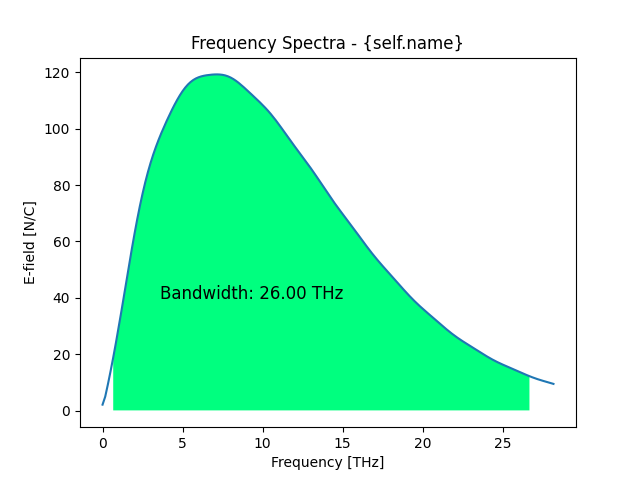 Frequency Spectra - {self.name}
E-field [N/C]
120
100
80
60
40
20
0
Bandwidth: 26.00 THz
0 5 10 15 20 25
Frequency [THz]